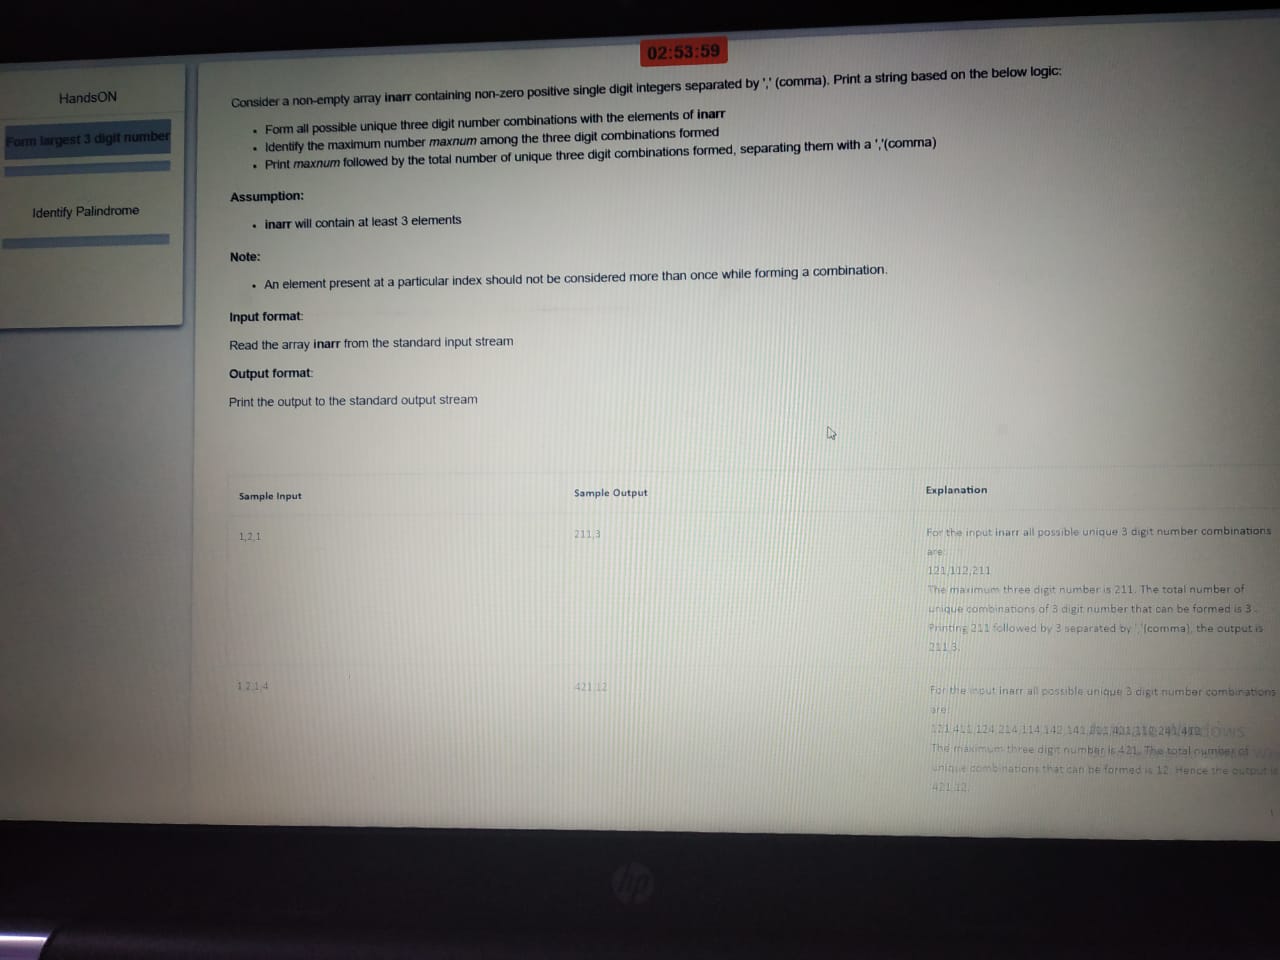 02:53:59
HandsON
Form largest 3 digit number
Identify Palindrome
Consider a non-empty array inarr containing non-zero positive single digit integers separated by ',' (comma). Print a string based on the below logic:
• Form all possible unique three digit number combinations with the elements of inarr
• Identify the maximum number maxnum among the three digit combinations formed
• Print maxnum followed by the total number of unique three digit combinations formed, separating them with a ','(comma)
Assumption:
• inarr will contain at least 3 elements
Note:
• An element present at a particular index should not be considered more than once while forming a combination.
Input format:
Read the array inarr from the standard input stream
Output format:
Print the output to the standard output stream
Sample Input Sample Output Explanation
1,2,1 211,3 For the input inarr all possible unique 3 digit number combinations
are:
121,112,211
The maximum three digit number is 211. The total number of
unique combinations of 3 digit number that can be formed is 3.
Printing 211 followed by 3 separated by ','(comma), the output is
211,3.
1,2,1,4 421,12 For the input inarr all possible unique 3 digit number combinations
are:
121,411,124,214,114,142,141,
The maximum three digit number is 421. The total number of
unique combinations that can be formed is 12. Hence the output is
421,12.
hp